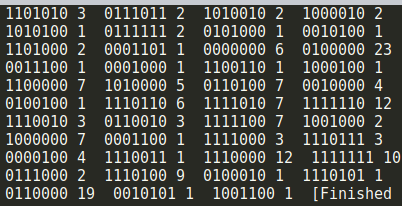 1101010 3  0111011 2  1010010 2  1000010 2
1010100 1  0111111 2  0101000 1  0010100 1
1101000 2  0001101 1  0000000 6  0100000 23
0011100 1  0001000 1  1100110 1  1000100 1
1100000 7  1010000 5  0110100 7  0010000 4
0100100 1  1110110 6  1111010 7  1111110 12
1110010 3  0110010 3  1111100 7  1001000 2
1000000 7  0001100 1  1111000 3  1110111 3
0000100 4  1110011 1  1110000 12  1111111 10
0111000 2  1110100 9  0100010 1  1110101 1
0110000 19  0010101 1  1001100 1  [Finished